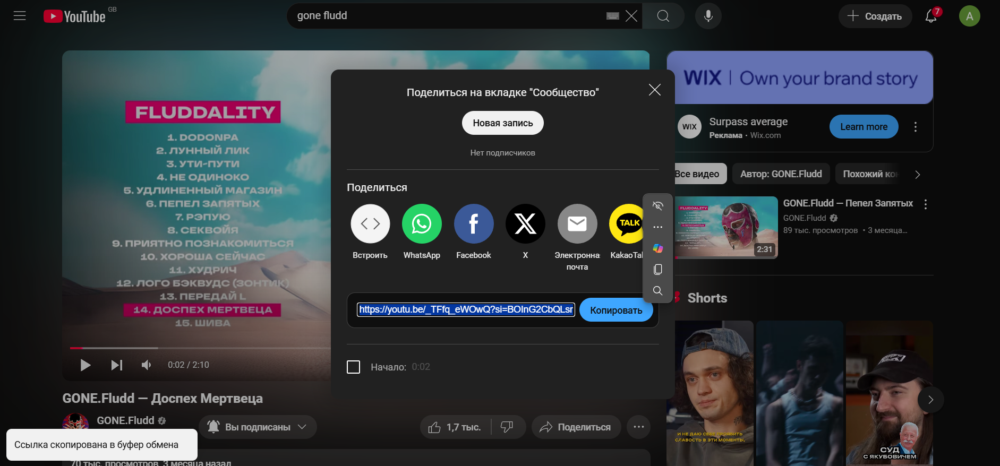 YouTube GB
gone fludd
Создать
7
A
FLUDDALITY
1. DODONPA
2. ЛУННЫЙ ЛИК
3. УТИ-ПУТИ
4. НЕ ОДИНОКО
5. УДЛИНЕННЫЙ МАГАЗИН
6. ПЕПЕЛ ЗАПЯТЫХ
7. РЭПУЮ
8. СЕКВОЙЯ
9. ПРИЯТНО ПОЗНАКОМИТЬСЯ
10. ХОРОША СЕЙЧАС
11. ХУДРИЧ
12. ЛОГО БЭКВУДС (ЗОНТИК)
13. ПЕРЕДАЙ L
14. ДОСПЕХ МЕРТВЕЦА
15. ШИВА
0:02 / 2:10
GONE.Fludd — Доспех Мертвеца
GONE.Fludd
Вы подписаны
1,7 тыс.
Поделиться
Ссылка скопирована в буфер обмена
70 тыс. просмотров 3 месяца назад
Поделиться на вкладке "Сообщество"
Новая запись
Нет подписчиков
Поделиться
Встроить
WhatsApp
Facebook
X
Электронна
почта
TALK
KakaoTal
https://youtu.be/_TFfq_eWOwQ?si=BOInG2CbQLsr
Копировать
Начало: 0:02
WIX | Own your brand story
WIX
Surpass average
Реклама · Wix.com
Learn more
Все видео
Автор: GONE.Fludd
Похожий кон
FLUDDALITY
2:31
GONE.Fludd — Пепел Запятых
GONE.Fludd
89 тыс. просмотров · 3 месяца...
Shorts
И НЕ ДАЮ СЕБЕ ПРОЯВИТЬ
СЛАБОСТЬ В ЭТИ МОМЕНТЫ,
СУД
С ЯКУБОВИЧЕМ